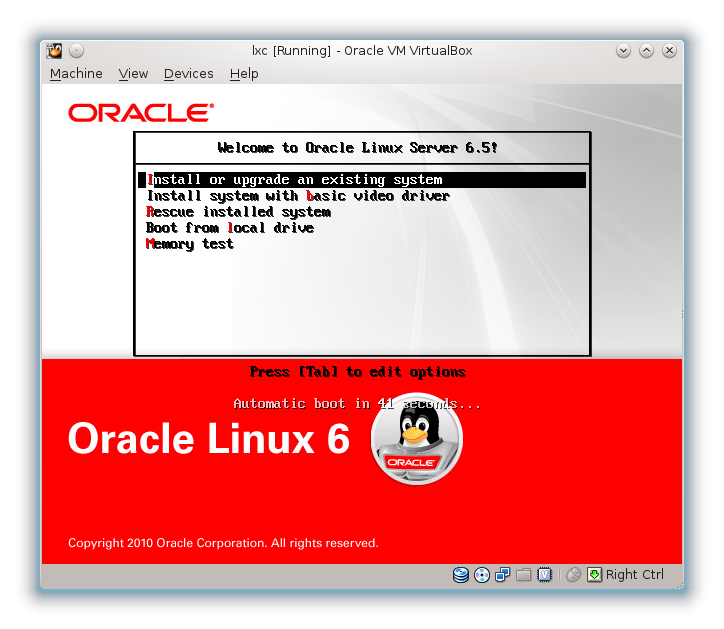 lxc [Running] - Oracle VM VirtualBox
Machine View Devices Help
ORACLE®
Welcome to Oracle Linux Server 6.5!
Install or upgrade an existing system
Install system with basic video driver
Rescue installed system
Boot from local drive
Memory test
Press [Tab] to edit options
Automatic boot in 41 seconds...
Oracle Linux 6
ORACLE
Copyright 2010 Oracle Corporation. All rights reserved.
V
Right Ctrl